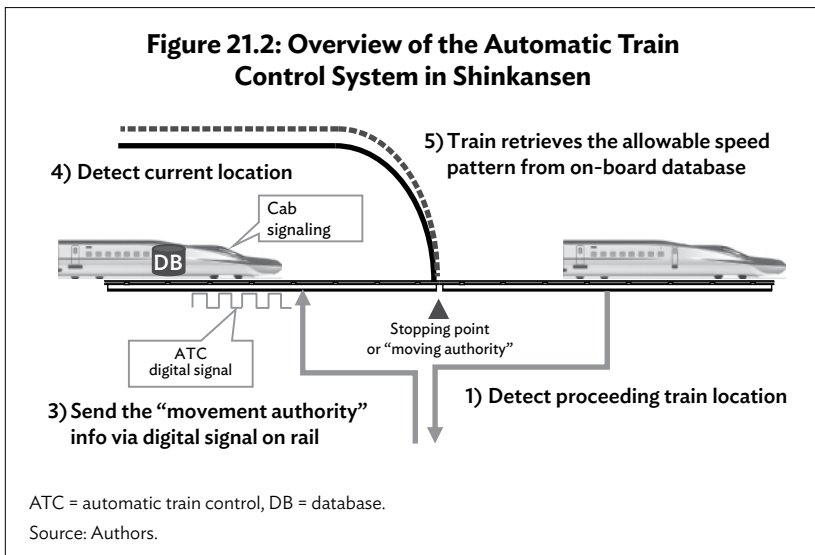 Figure 21.2: Overview of the Automatic Train
Control System in Shinkansen
5) Train retrieves the allowable speed
pattern from on-board database
4) Detect current location
Cab
signaling
DB
Stopping point
or “moving authority”
ATC
digital signal
3) Send the “movement authority”
info via digital signal on rail
1) Detect proceeding train location
ATC = automatic train control, DB = database.
Source: Authors.